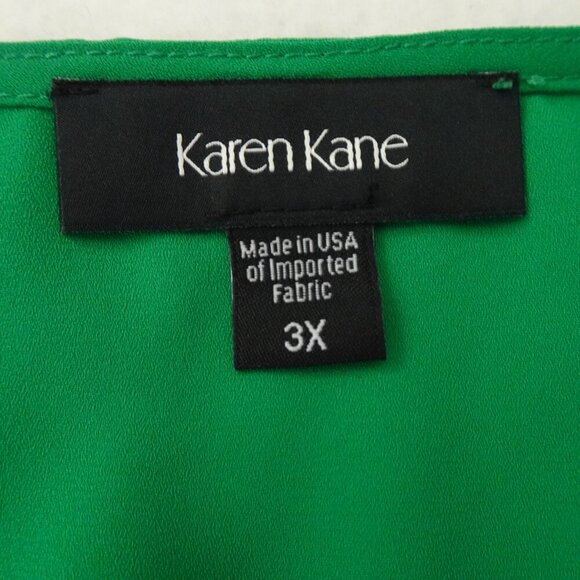 Karen Kane
Made in USA
of Imported
Fabric
3X